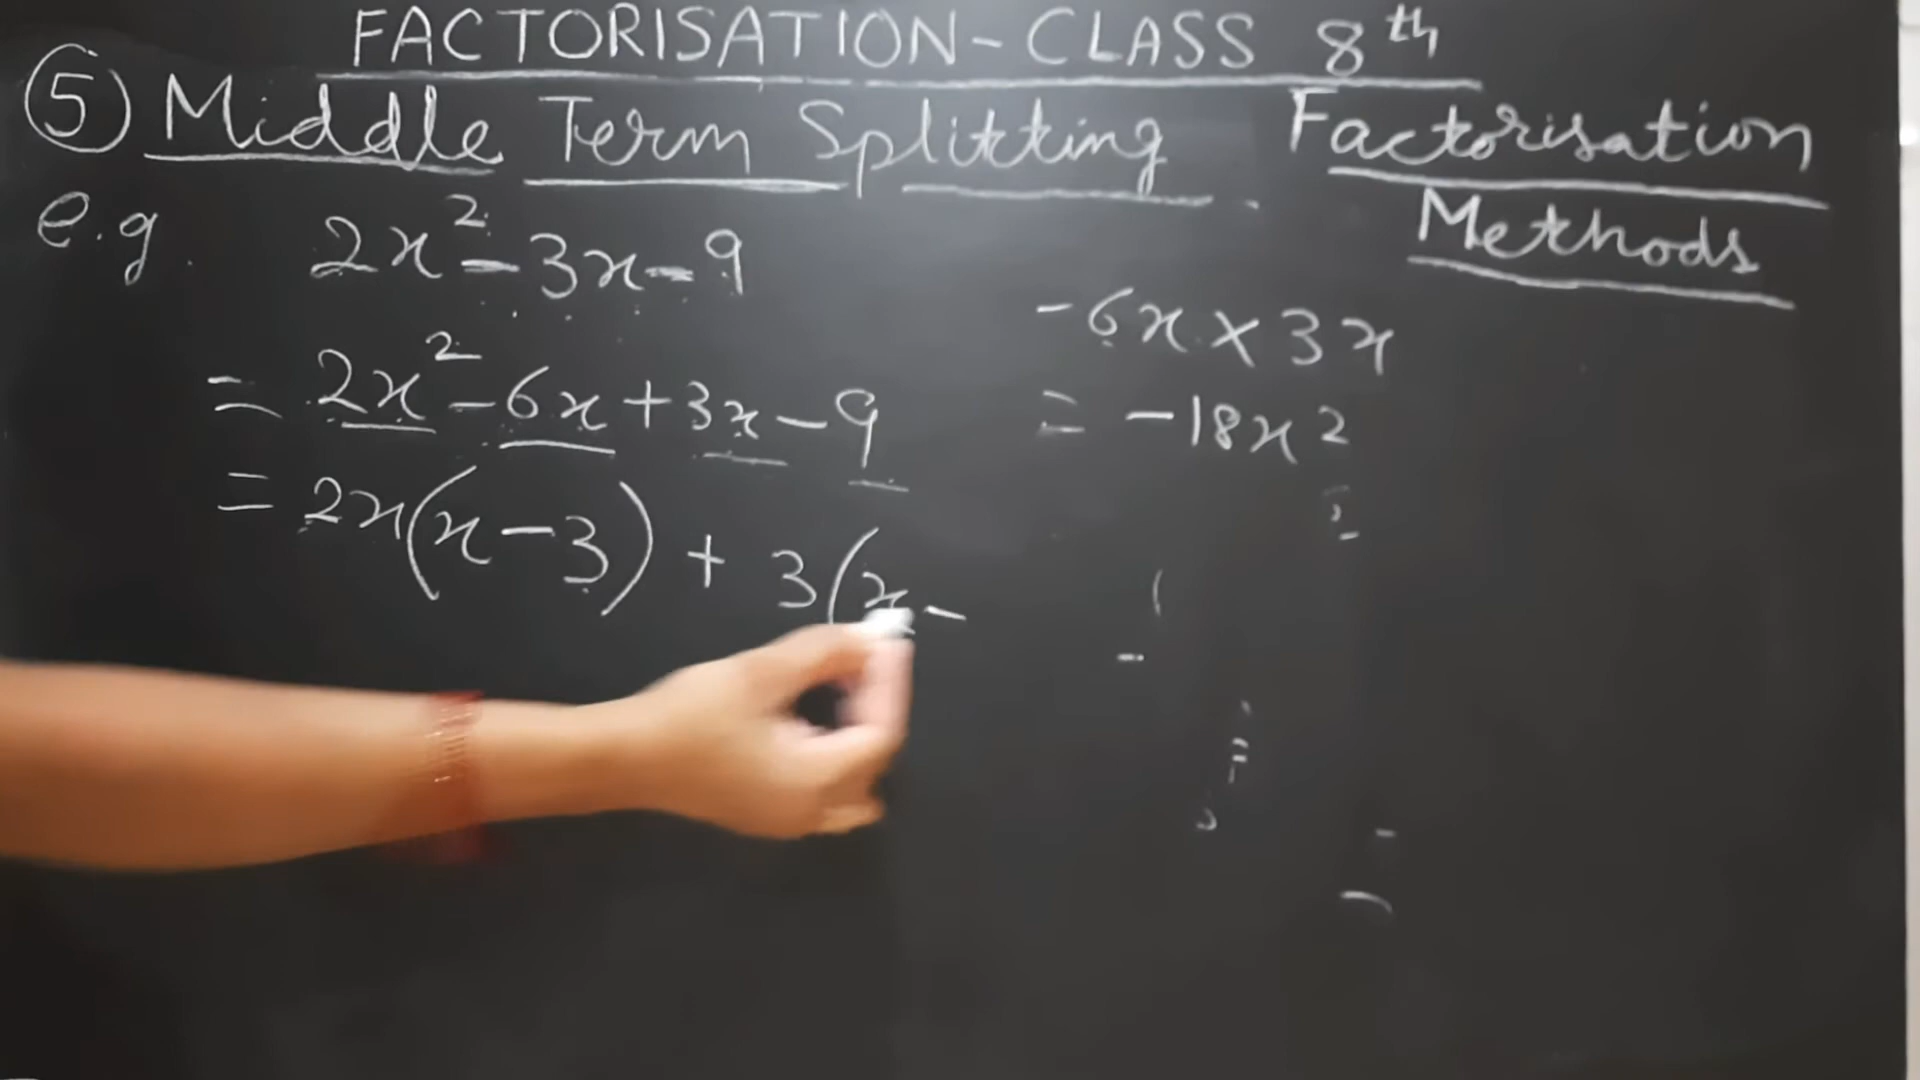 FACTORISATION - CLASS 8th
⑤ Middle Term Splitting
Factorisation
Methods
e.g. 2x² - 3x - 9
= 2x² - 6x + 3x - 9
= 2x(x - 3) + 3(x -
-6x × 3x
= -18x²